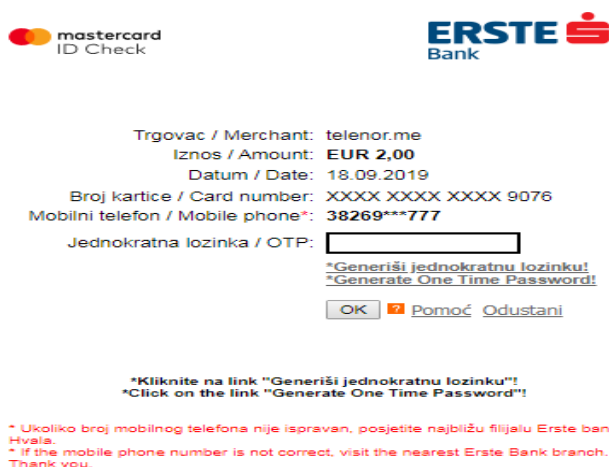 mastercard
ID Check
ERSTE
Bank
Trgovac / Merchant: telenor.me
Iznos / Amount: EUR 2,00
Datum / Date: 18.09.2019
Broj kartice / Card number: XXXX XXXX XXXX 9076
Mobilni telefon / Mobile phone*: 38269***777
Jednokratna lozinka / OTP:
*Generiši jednokratnu lozinku!
*Generate One Time Password!
OK ? Pomoć Odustani
*Kliknite na link "Generiši jednokratnu lozinku"!
*Click on the link "Generate One Time Password"!
* Ukoliko broj mobilnog telefona nije ispravan, posjetite najbližu filijalu Erste ban
Hvala.
* If the mobile phone number is not correct, visit the nearest Erste Bank branch.
Thank you.